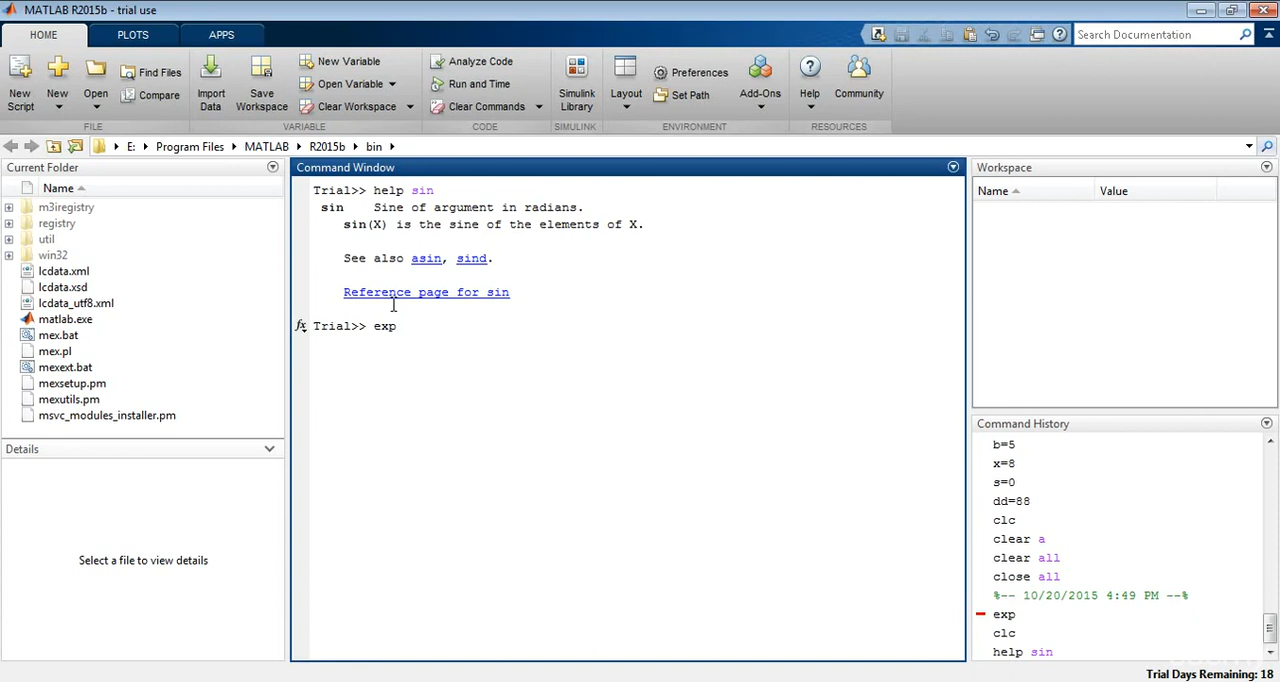 MATLAB R2015b - trial use
HOME PLOTS APPS
Search Documentation
New Script
New
Open
Find Files
Compare
FILE
Import Data
Save Workspace
New Variable
Open Variable
Clear Workspace
VARIABLE
Analyze Code
Run and Time
Clear Commands
CODE
Simulink Library
SIMULINK
Layout
Preferences
Set Path
Add-Ons
ENVIRONMENT
Help
Community
RESOURCES
E: Program Files MATLAB R2015b bin
Current Folder
Name
m3iregistry
registry
util
win32
lcdata.xml
lcdata.xsd
lcdata_utf8.xml
matlab.exe
mex.bat
mex.pl
mexext.bat
mexsetup.pm
mexutils.pm
msvc_modules_installer.pm
Details
Select a file to view details
Command Window
Trial>> help sin
sin Sine of argument in radians.
sin(X) is the sine of the elements of X.
See also asin, sind.
Reference page for sin
fx Trial>> exp
Workspace
Name Value
Command History
b=5
x=8
s=0
dd=88
clc
clear a
clear all
close all
%-- 10/20/2015 4:49 PM --%
exp
clc
help sin
Trial Days Remaining: 18